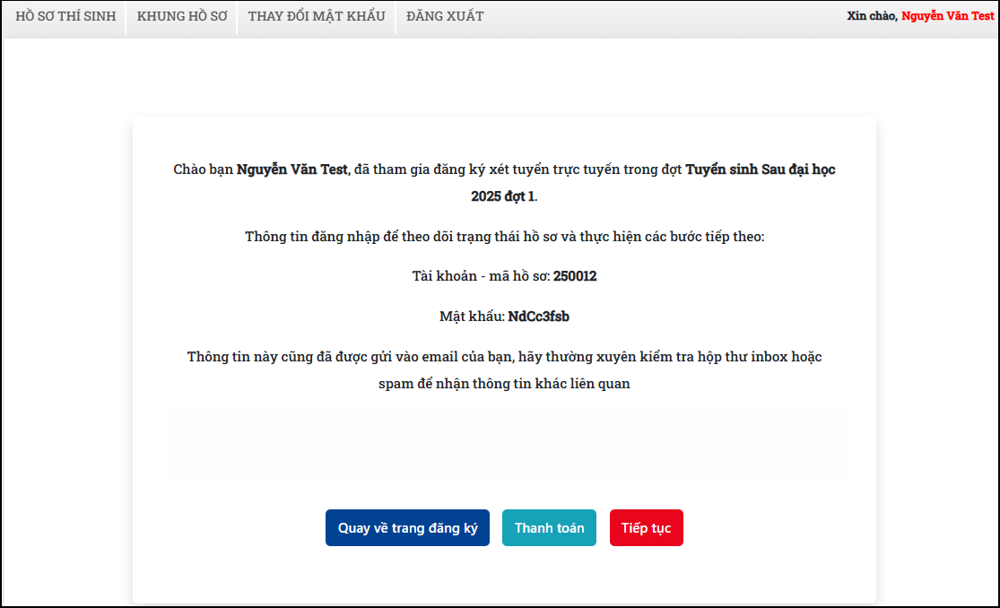 HỒ SƠ THÍ SINH KHUNG HỒ SƠ THAY ĐỔI MẬT KHẨU ĐĂNG XUẤT Xin chào, Nguyễn Văn Test
Chào bạn Nguyễn Văn Test, đã tham gia đăng ký xét tuyển trực tuyến trong đợt Tuyển sinh Sau đại học
2025 đợt 1.
Thông tin đăng nhập để theo dõi trạng thái hồ sơ và thực hiện các bước tiếp theo:
Tài khoản - mã hồ sơ: 250012
Mật khẩu: NdCc3fsb
Thông tin này cũng đã được gửi vào email của bạn, hãy thường xuyên kiểm tra hộp thư inbox hoặc
spam để nhận thông tin khác liên quan
Quay về trang đăng ký Thanh toán Tiếp tục